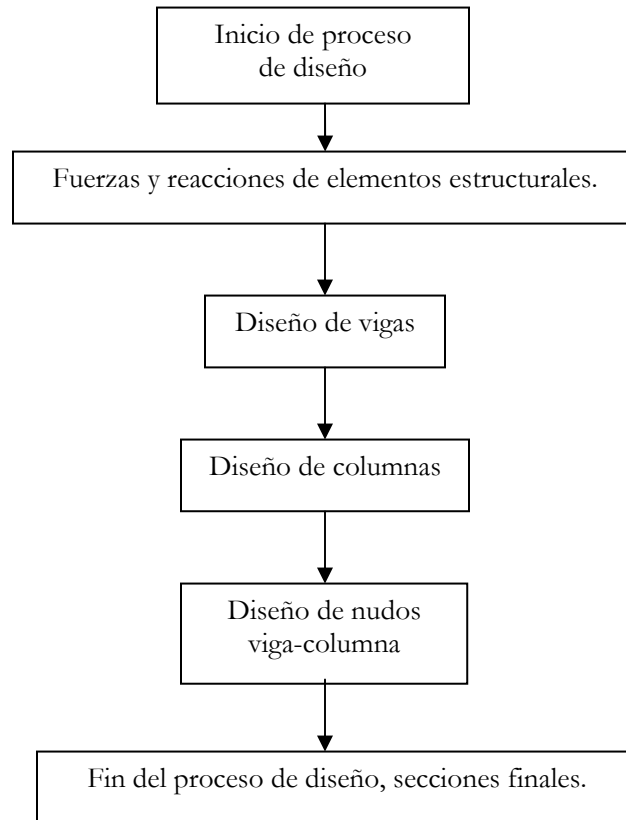 Inicio de proceso
de diseño
Fuerzas y reacciones de elementos estructurales.
Diseño de vigas
Diseño de columnas
Diseño de nudos
viga-columna
Fin del proceso de diseño, secciones finales.